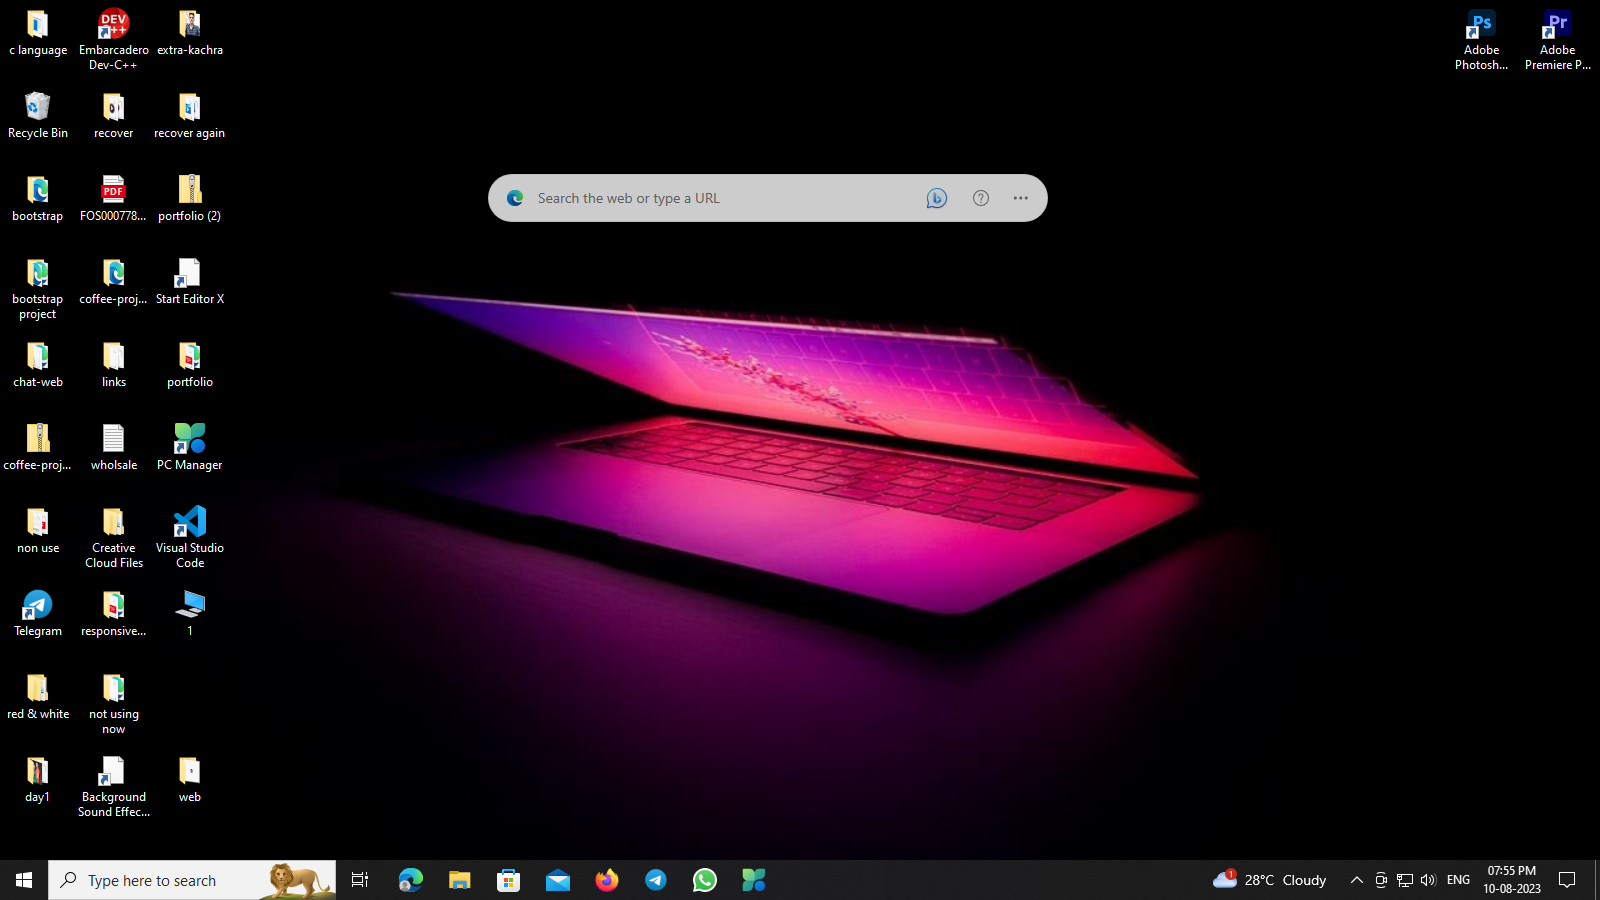 c language
Embarcadero
Dev-C++
DEV
C++
extra-kachra
Ps
Adobe
Photosh...
Pr
Adobe
Premiere P...
Recycle Bin
recover
recover again
Search the web or type a URL
bootstrap
PDF
FOS000778...
portfolio (2)
bootstrap
project
coffee-proj...
Start Editor X
chat-web
links
portfolio
coffee-proj...
wholsale
PC Manager
non use
Creative
Cloud Files
Visual Studio
Code
Telegram
responsive...
1
red & white
not using
now
day1
Background
Sound Effec...
web
Type here to search
1
28°C Cloudy
ENG
07:55 PM
10-08-2023